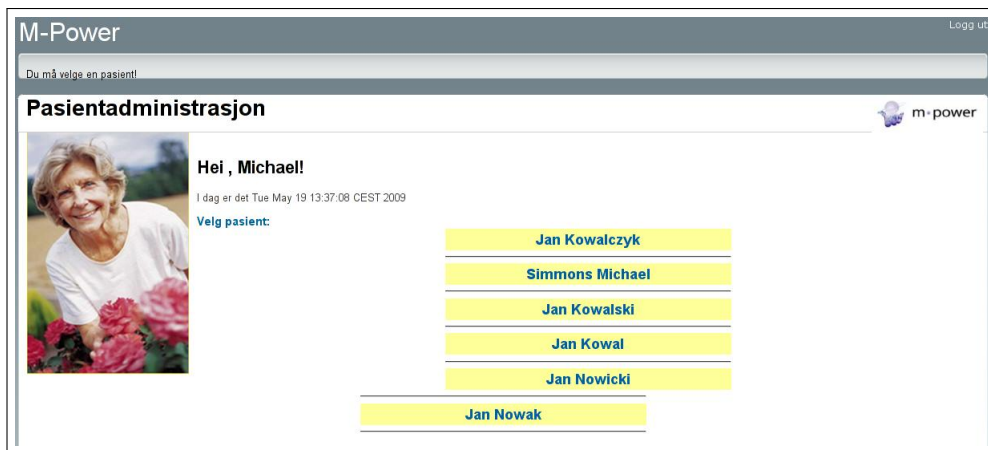 M-Power
Logg ut
Du må velge en pasient!
Pasientadministrasjon
m·power
Hei , Michael!
I dag er det Tue May 19 13:37:08 CEST 2009
Velg pasient:
Jan Kowalczyk
Simmons Michael
Jan Kowalski
Jan Kowal
Jan Nowicki
Jan Nowak